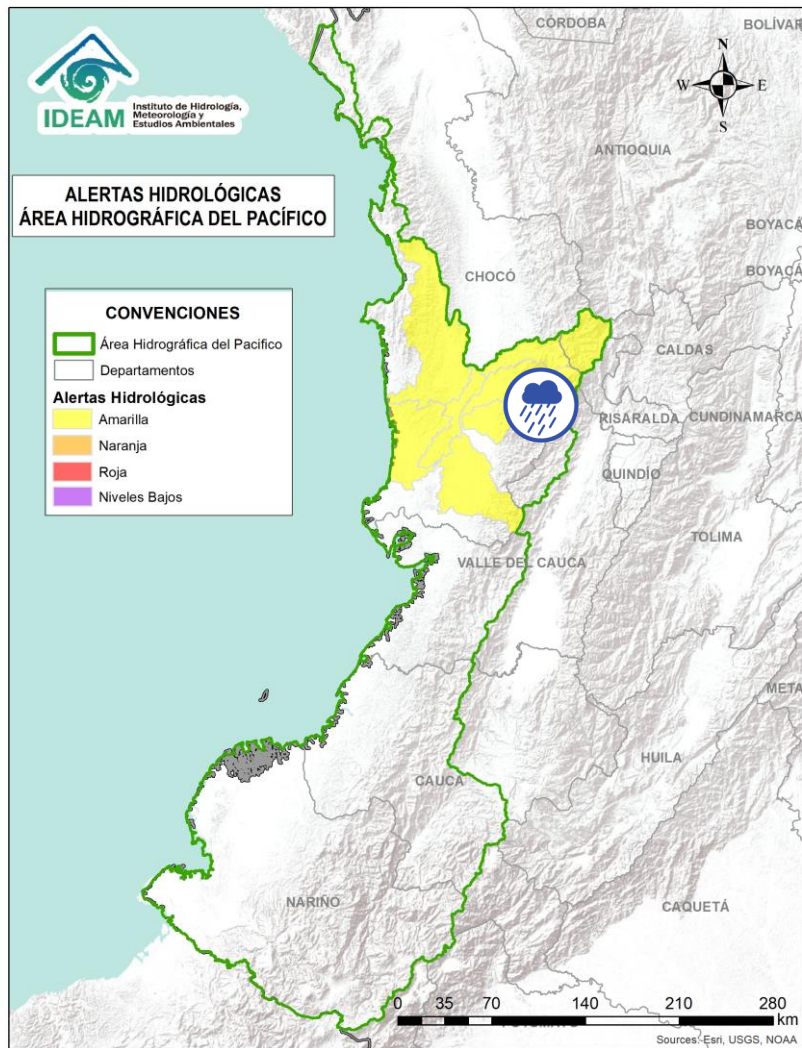 IDEAM
Instituto de Hidrología,
Meteorología y
Estudios Ambientales
ALERTAS HIDROLÓGICAS
ÁREA HIDROGRÁFICA DEL PACÍFICO
CONVENCIONES
Área Hidrográfica del Pacifico
Departamentos
Alertas Hidrológicas
Amarilla
Naranja
Roja
Niveles Bajos
N
W
E
S
CÓRDOBA
BOLÍVAR
ANTIOQUIA
BOYACÁ
CHOCÓ
BOYACÁ
CALDAS
RISARALDA
CUNDINAMARCA
QUINDÍO
TOLIMA
VALLE DEL CAUCA
META
HUILA
CAUCA
NARIÑO
CAQUETÁ
0 35 70 140 210 280
km
Sources: Esri, USGS, NOAA